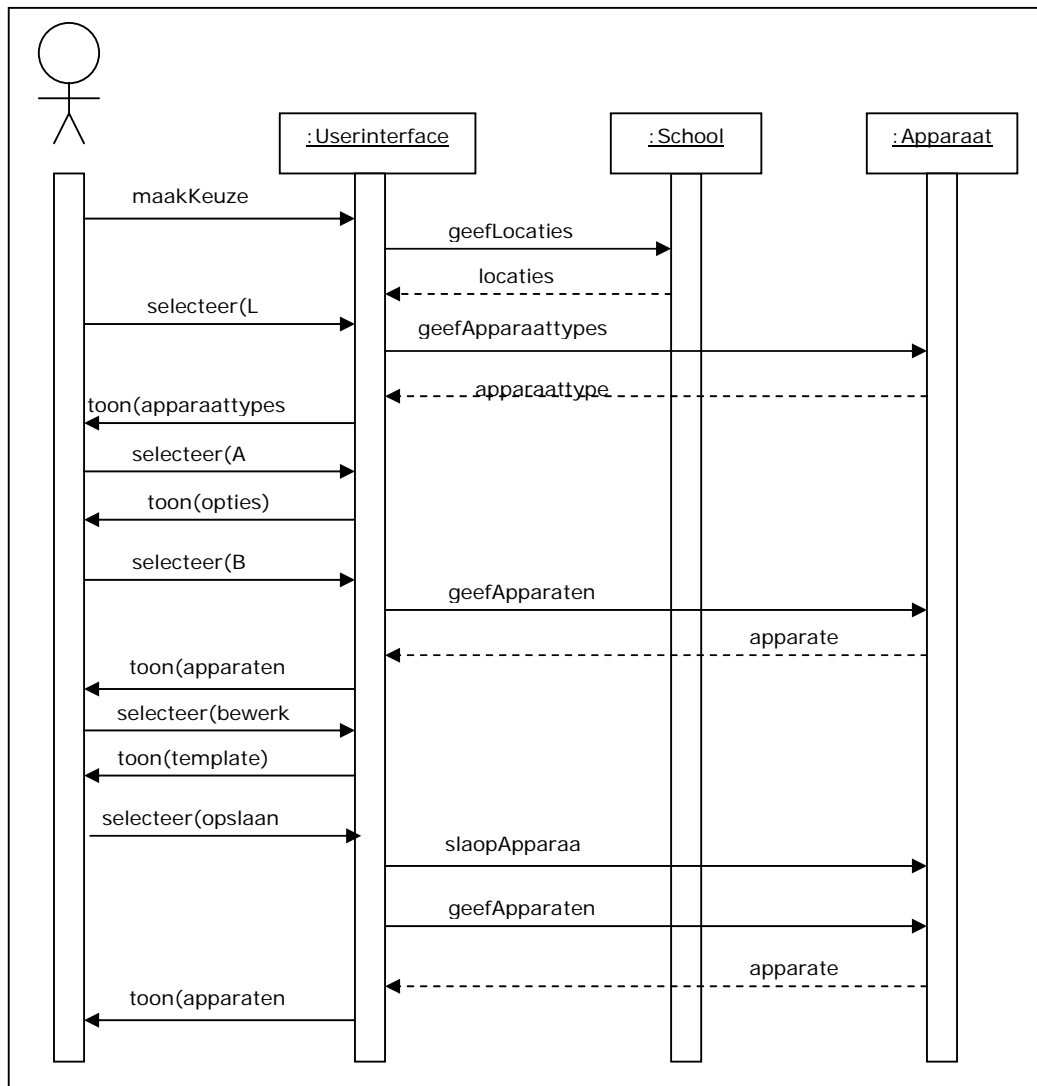 :Userinterface
:School
:Apparaat
maakKeuze
geefLocaties
locaties
selecteer(L
geefApparaattypes
apparaattype
toon(apparaattypes
selecteer(A
toon(opties)
selecteer(B
geefApparaten
apparate
toon(apparaten
selecteer(bewerk
toon(template)
selecteer(opslaan
slaopApparaa
geefApparaten
apparate
toon(apparaten